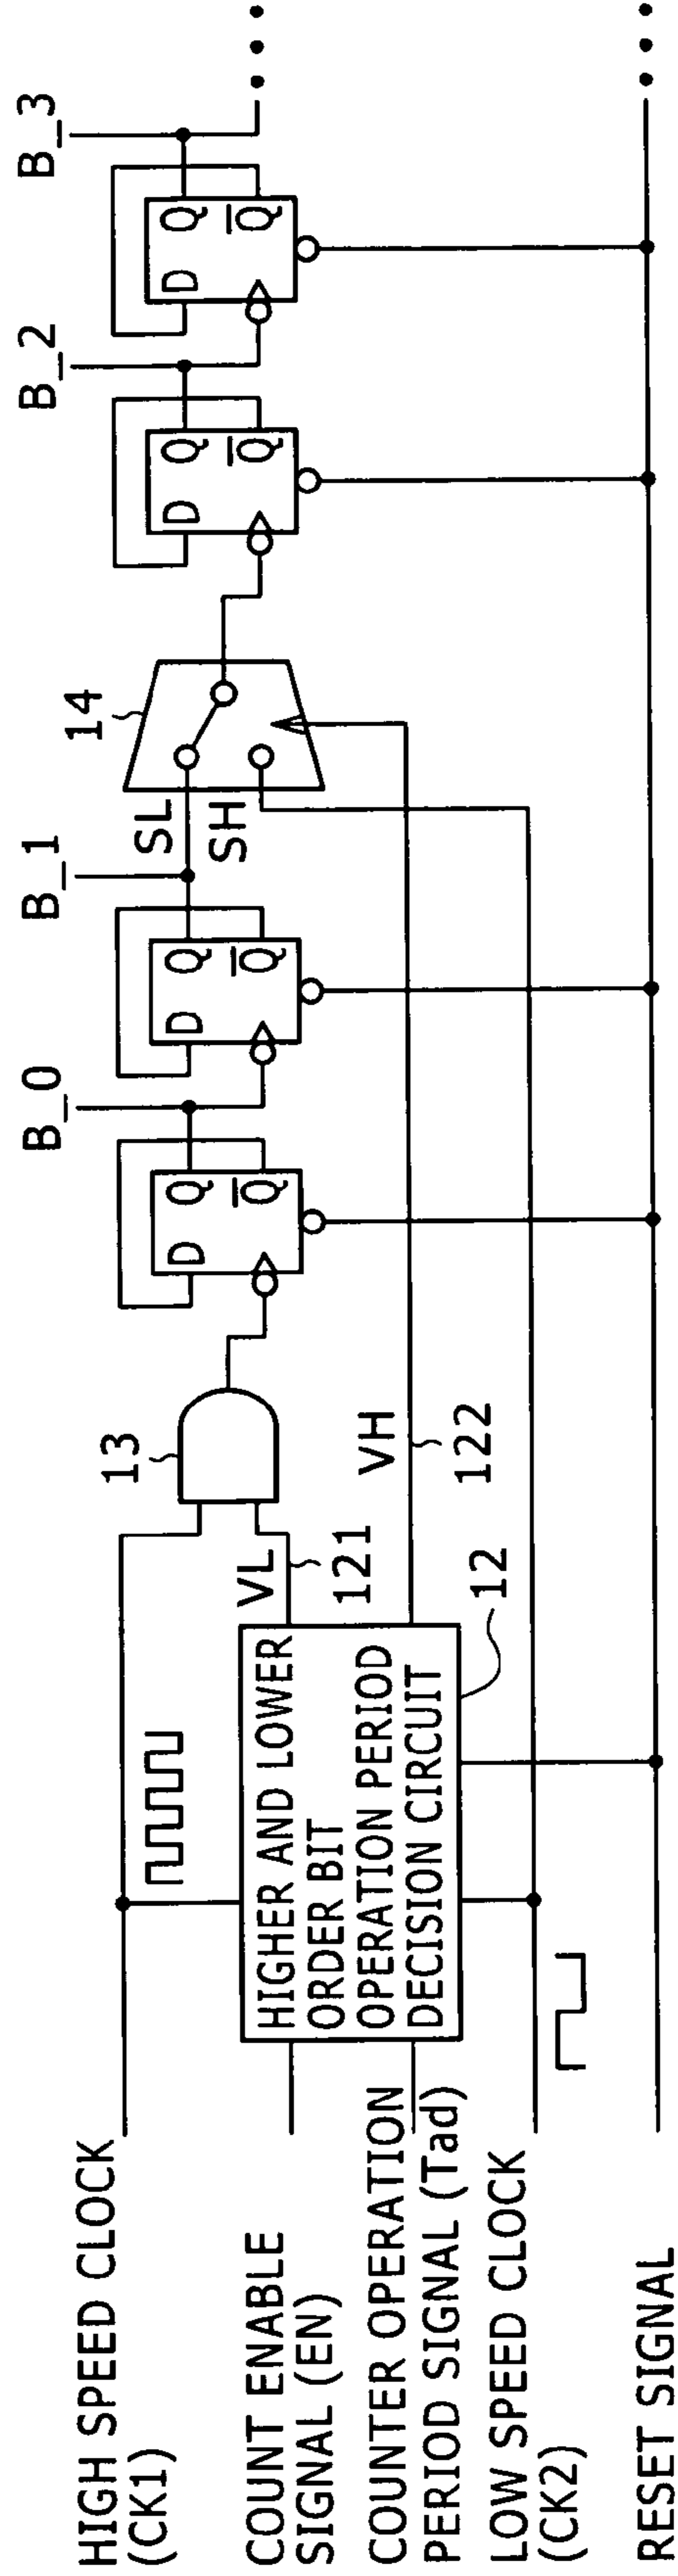 HIGH SPEED CLOCK
(CK1)
COUNT ENABLE
SIGNAL (EN)
COUNTER OPERATION
PERIOD SIGNAL (Tad)
LOW SPEED CLOCK
(CK2)
RESET SIGNAL
HIGHER AND LOWER
ORDER BIT
OPERATION PERIOD
DECISION CIRCUIT
12
VL
121
VH
122
13
B_0
D Q
Q
B_1
D Q
Q
SL
SH
14
B_2
D Q
Q
B_3
D Q
Q